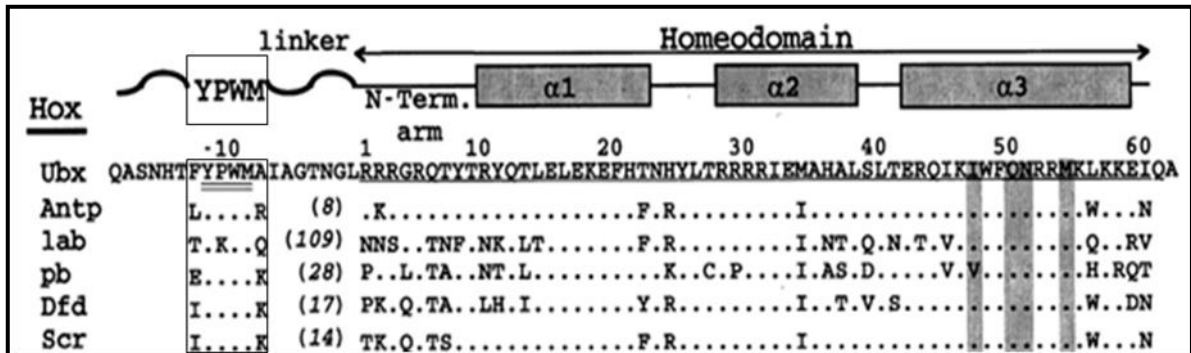 linker Homeodomain
YPWM α1 α2 α3
Hox N-Term.
arm
-10 1 10 20 30 40 50 60
Ubx QASNHTFYPWMAIAGTNGLRRRGRQTYTRYQTLELEKEFHTNHYLTRRRRIEMAHALSLTERQIKIWFQNRRMKLKKEIQA
Antp L....R (8) .K...................F.R.........I.....................W...N
lab T.K..Q (109) NNS..TNF.NK.LT.......F.R.........I.NT.Q.N.T.V..........Q..RV
pb E....K (28) P..L.TA..NT.L..........K..C.P....I.AS.D.....V.V........H.RQT
Dfd I....K (17) PK.Q.TA..LH.I........Y.R.........I..T.V.S..............W..DN
Scr I....K (14) TK.Q.TS..............F.R.........I.....................W...N